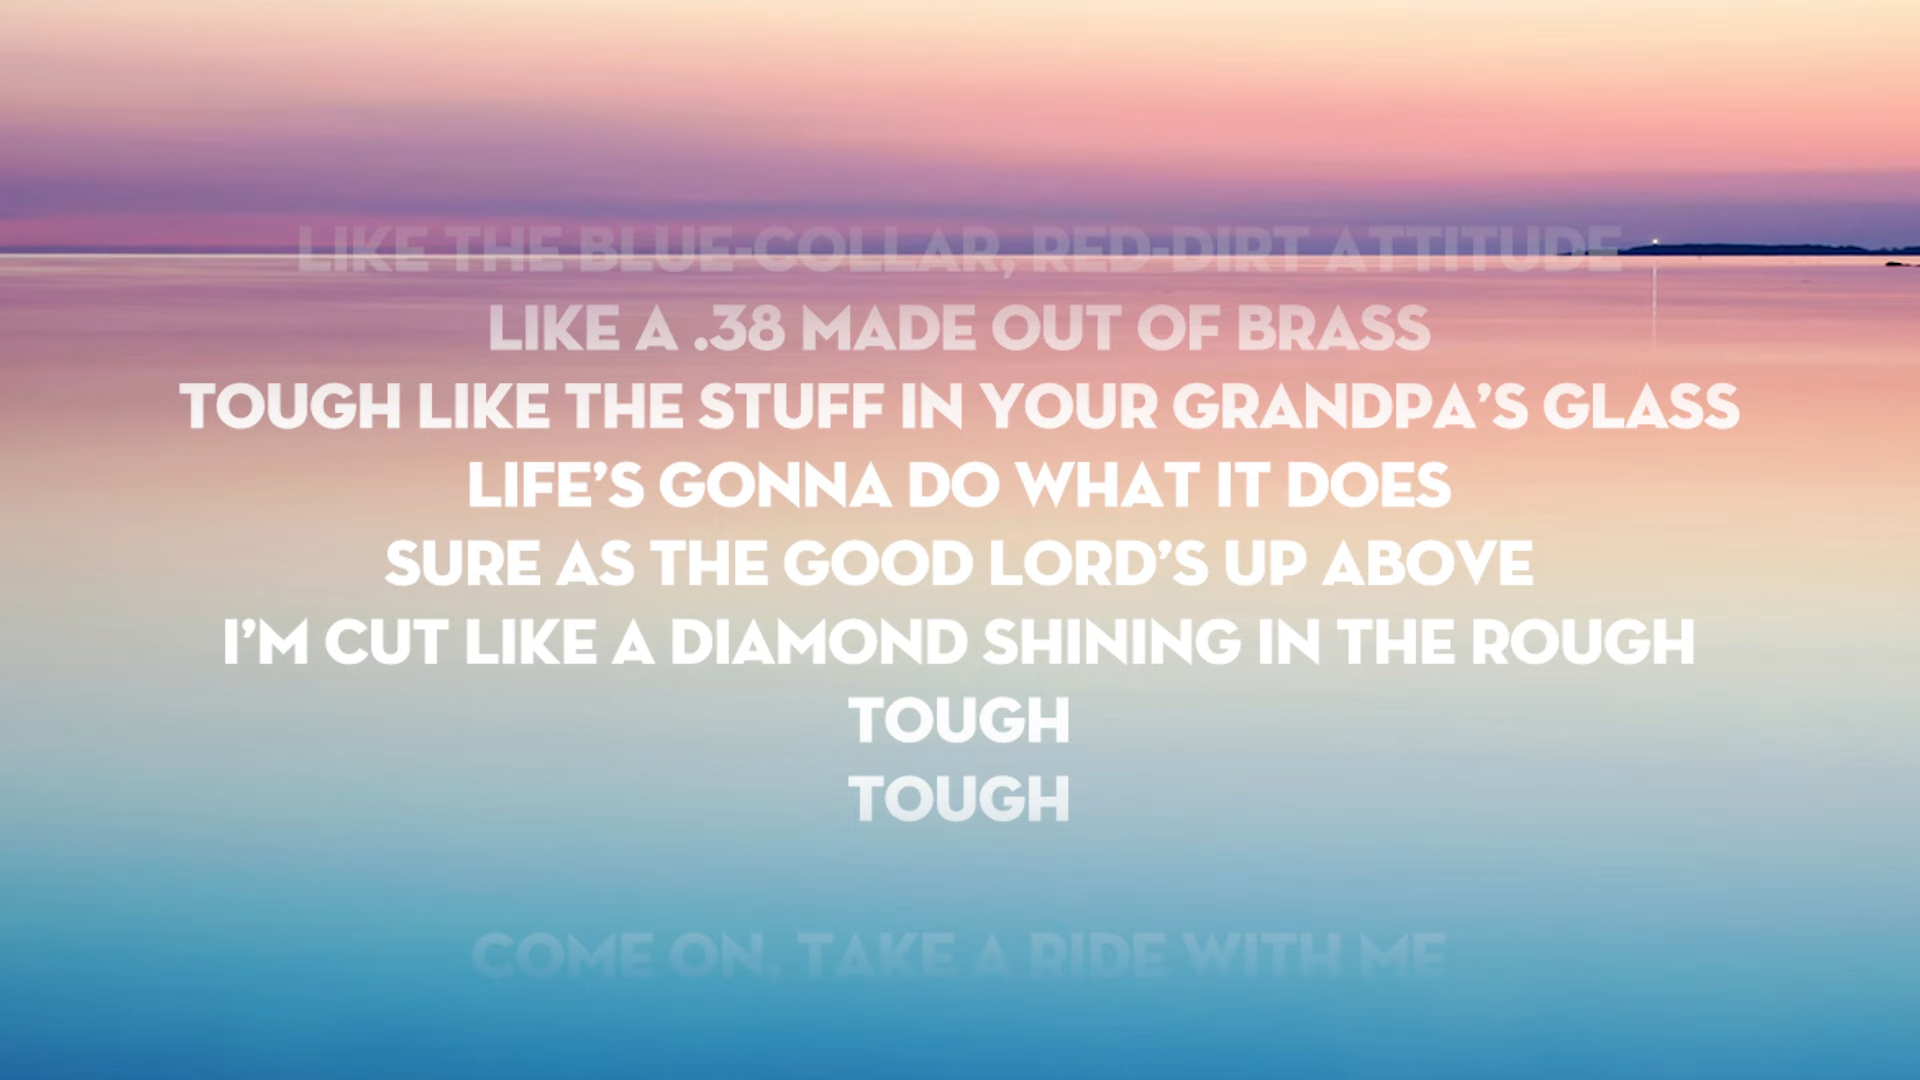 LIKE THE BLUE-COLLAR, RED-DIRT ATTITUDE
LIKE A .38 MADE OUT OF BRASS
TOUGH LIKE THE STUFF IN YOUR GRANDPA’S GLASS
LIFE’S GONNA DO WHAT IT DOES
SURE AS THE GOOD LORD’S UP ABOVE
I’M CUT LIKE A DIAMOND SHINING IN THE ROUGH
TOUGH
TOUGH
COME ON, TAKE A RIDE WITH ME